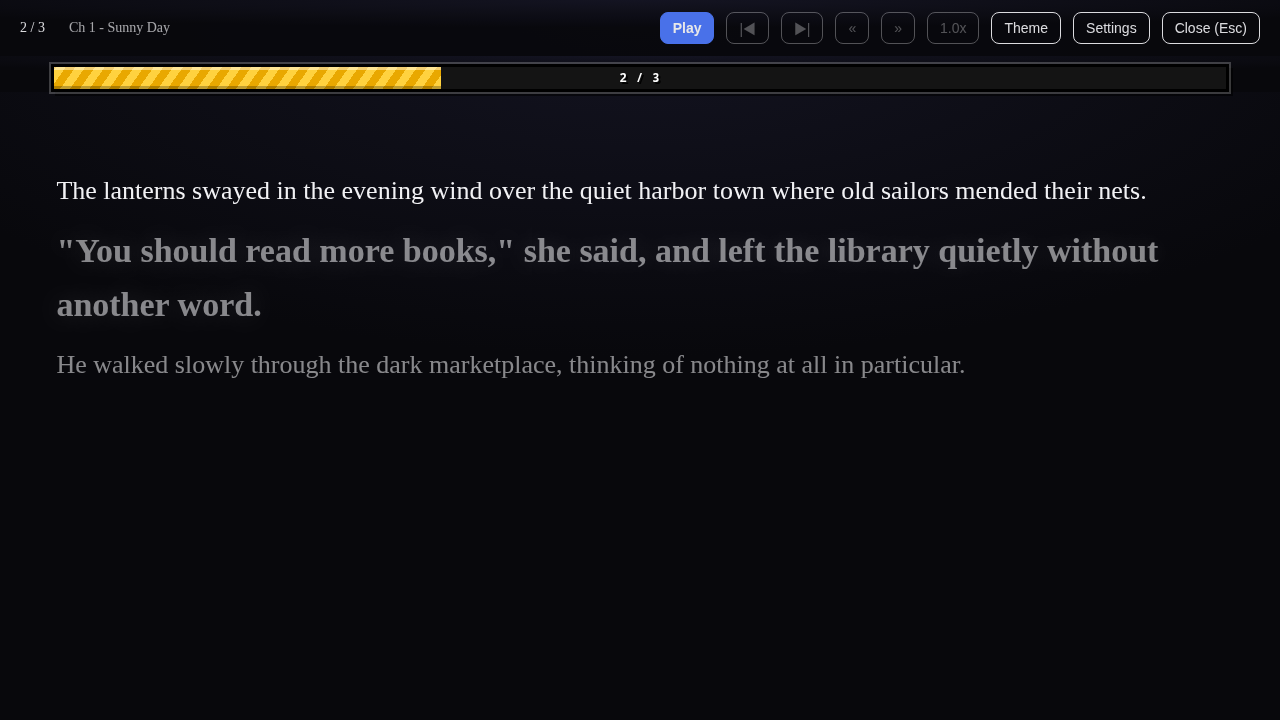 2 / 3 Ch 1 - Sunny Day Play |◀ ▶| « » 1.0x Theme Settings Close (Esc)
2 / 3
The lanterns swayed in the evening wind over the quiet harbor town where old sailors mended their nets.
"You should read more books," she said, and left the library quietly without
another word.
He walked slowly through the dark marketplace, thinking of nothing at all in particular.